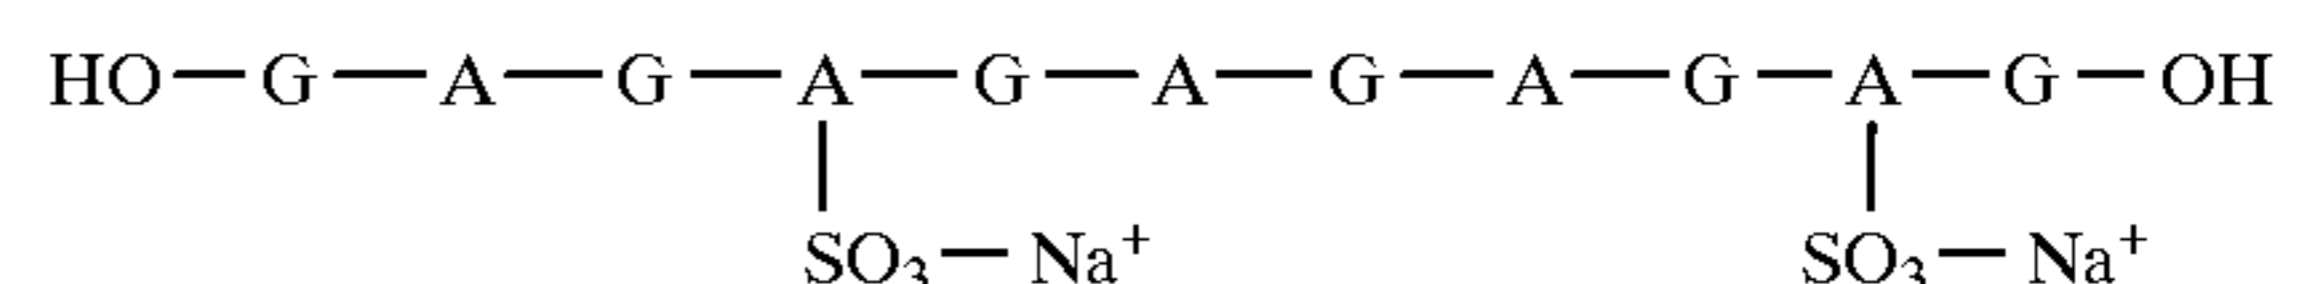 HO—G—A—G—A—G—A—G—A—G—A—G—OH
SO₃—Na⁺ SO₃—Na⁺